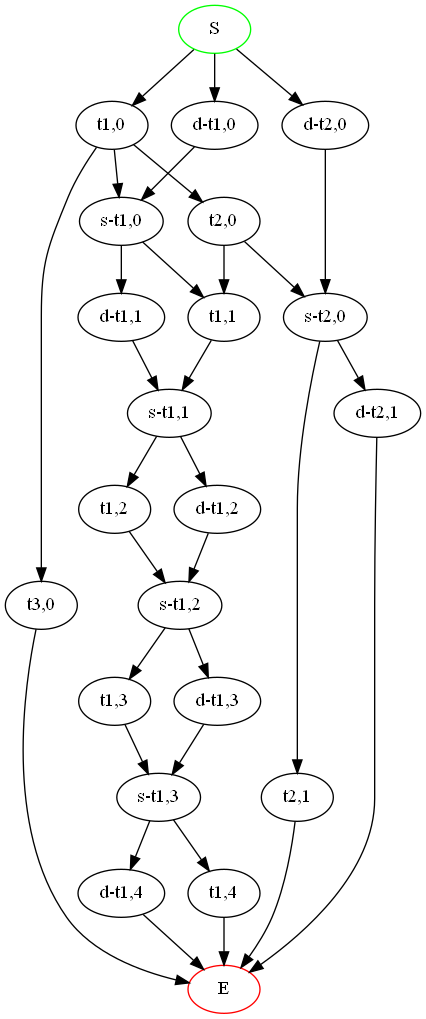 S
t1,0
d-t1,0
d-t2,0
s-t1,0
t2,0
d-t1,1
t1,1
s-t2,0
s-t1,1
d-t2,1
t1,2
d-t1,2
t3,0
s-t1,2
t1,3
d-t1,3
s-t1,3
t2,1
d-t1,4
t1,4
E